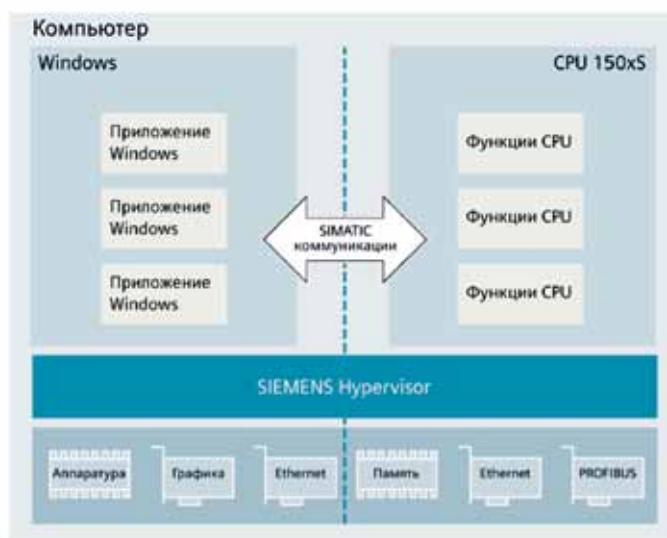 Компьютер
Windows
CPU 150xS
Приложение
Windows
Функции CPU
Приложение
Windows
SIMATIC
коммуникации
Функции CPU
Приложение
Windows
Функции CPU
SIEMENS Hypervisor
Аппаратура
Графика
Ethernet
Память
Ethernet
PROFIBUS